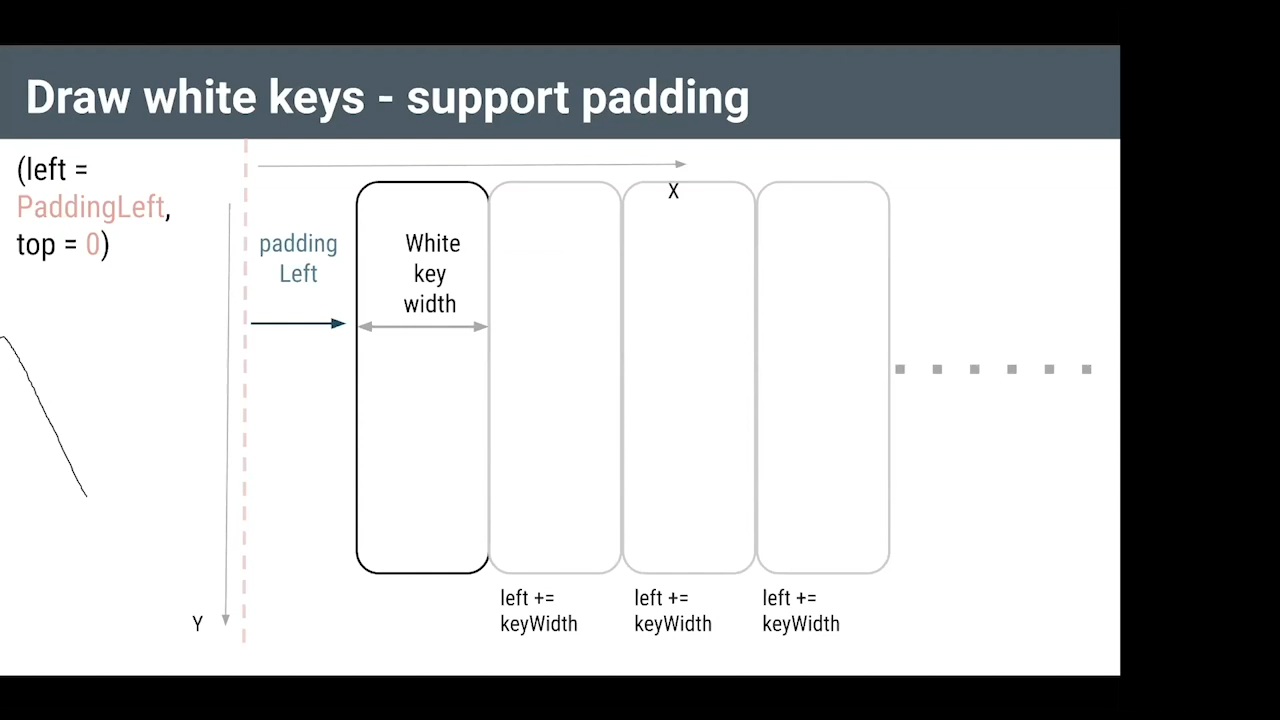 Draw white keys - support padding
(left =
PaddingLeft,
top = 0)
X
padding
Left
White
key
width
left +=
keyWidth
left +=
keyWidth
left +=
keyWidth
Y